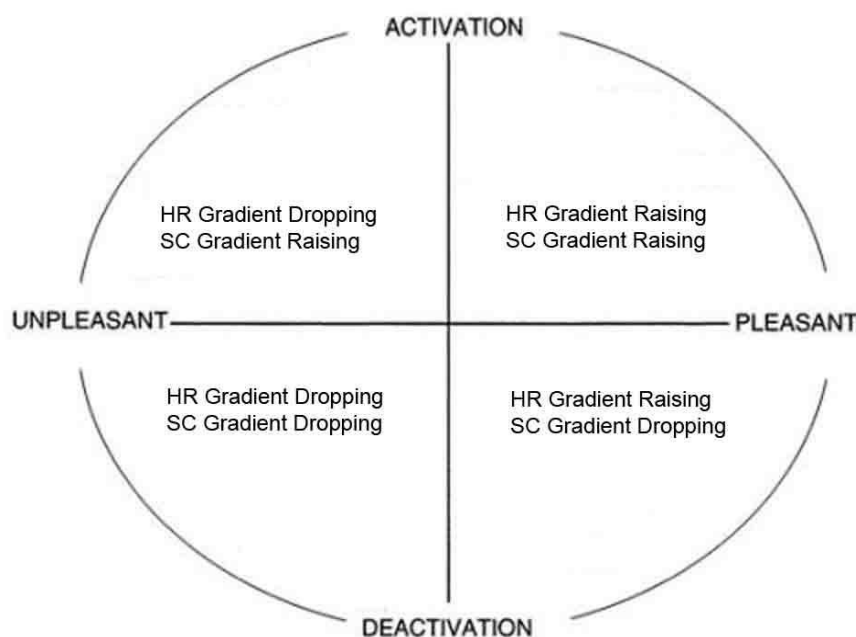 ACTIVATION
HR Gradient Dropping
SC Gradient Raising
HR Gradient Raising
SC Gradient Raising
UNPLEASANT
PLEASANT
HR Gradient Dropping
SC Gradient Dropping
HR Gradient Raising
SC Gradient Dropping
DEACTIVATION